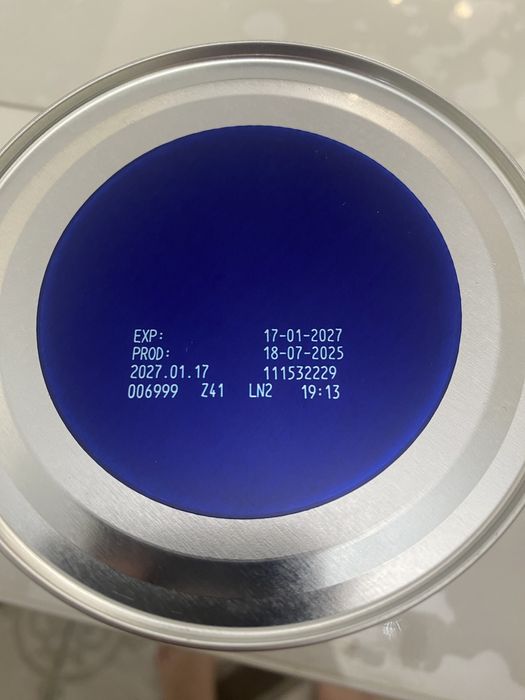 EXP: 17-01-2027
PROD: 18-07-2025
2027.01.17 111532229
006999 Z41 LN2 19:13